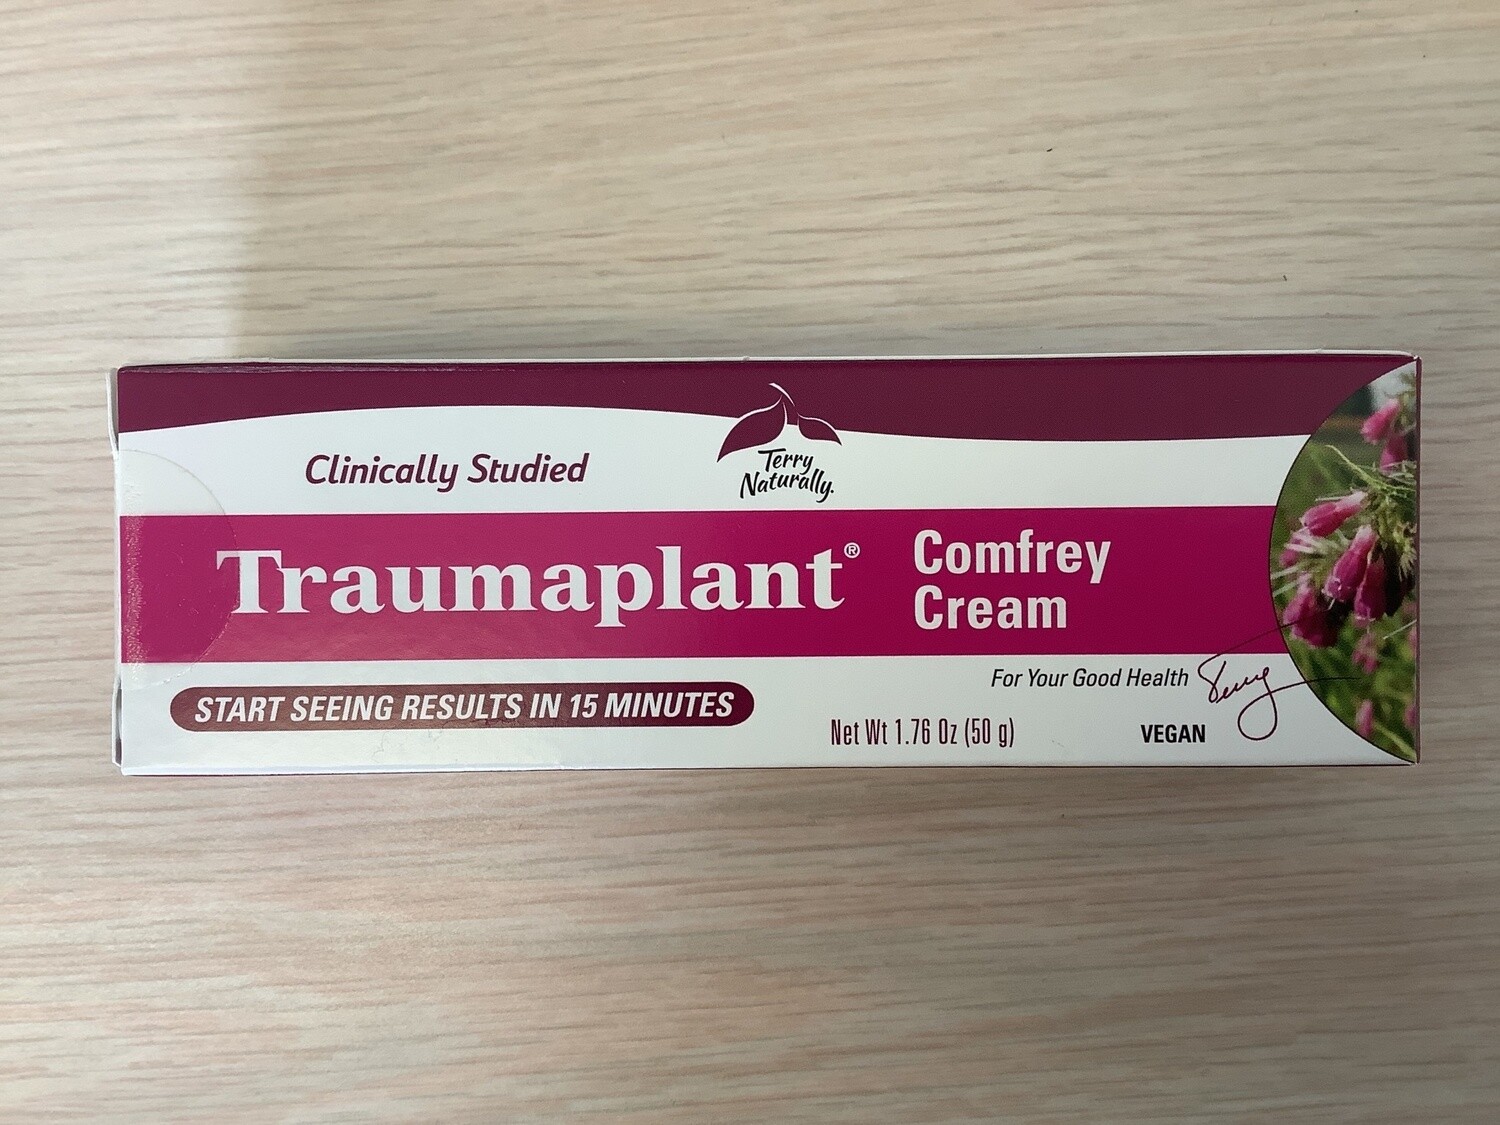 Clinically Studied
Terry
Naturally.
Traumaplant®
Comfrey
Cream
START SEEING RESULTS IN 15 MINUTES
For Your Good Health
Terry
Net Wt 1.76 Oz (50 g)
VEGAN